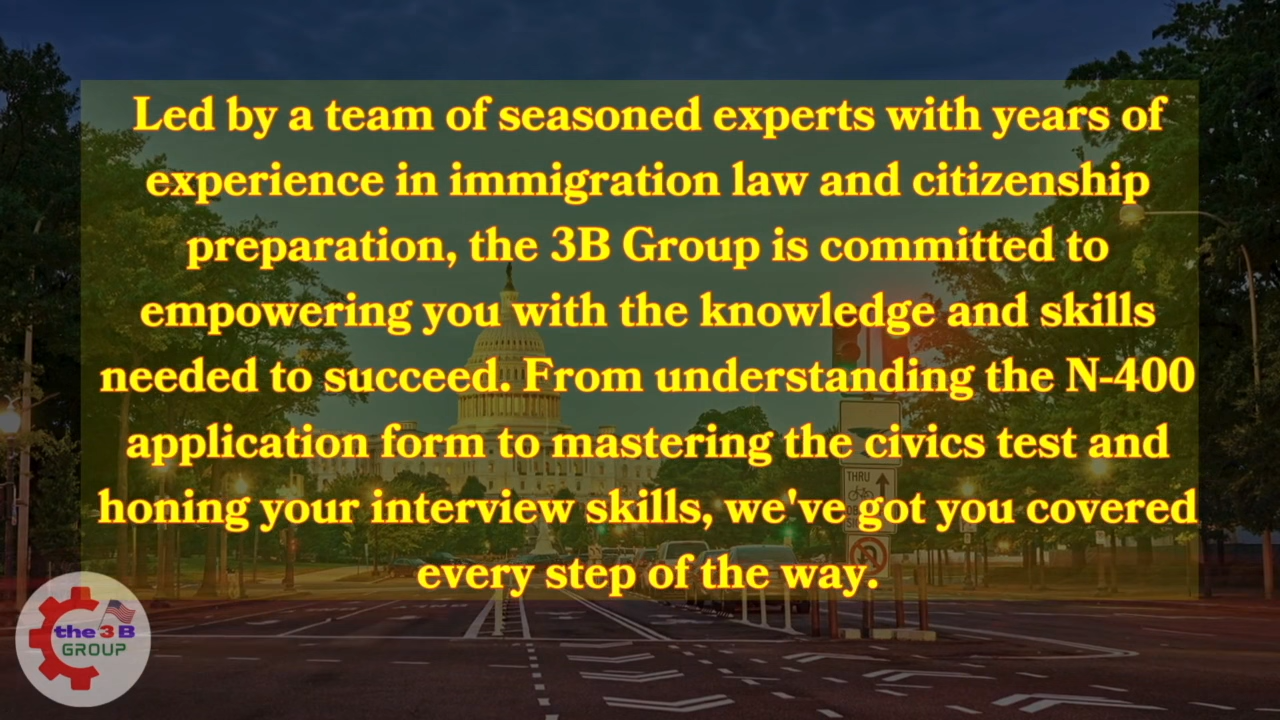 Led by a team of seasoned experts with years of
experience in immigration law and citizenship
preparation, the 3B Group is committed to
empowering you with the knowledge and skills
needed to succeed. From understanding the N-400
application form to mastering the civics test and
honing your interview skills, we've got you covered
every step of the way.
THRU
the 3 B
GROUP